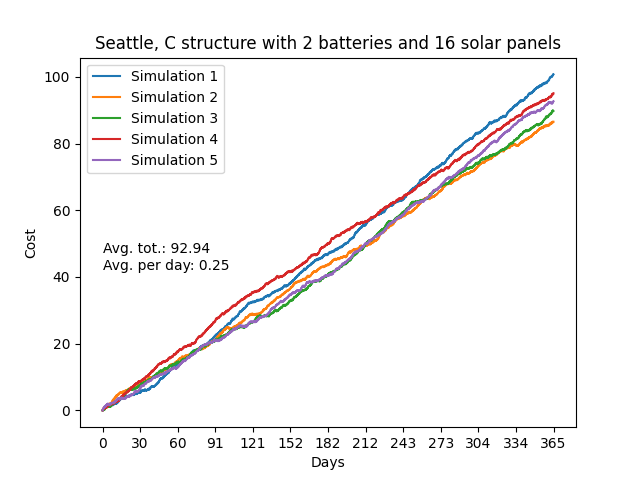 Seattle, C structure with 2 batteries and 16 solar panels
Simulation 1
Simulation 2
Simulation 3
Simulation 4
Simulation 5
Avg. tot.: 92.94
Avg. per day: 0.25
Cost
100
80
60
40
20
0
0 30 60 91 121 152 182 212 243 273 304 334 365
Days